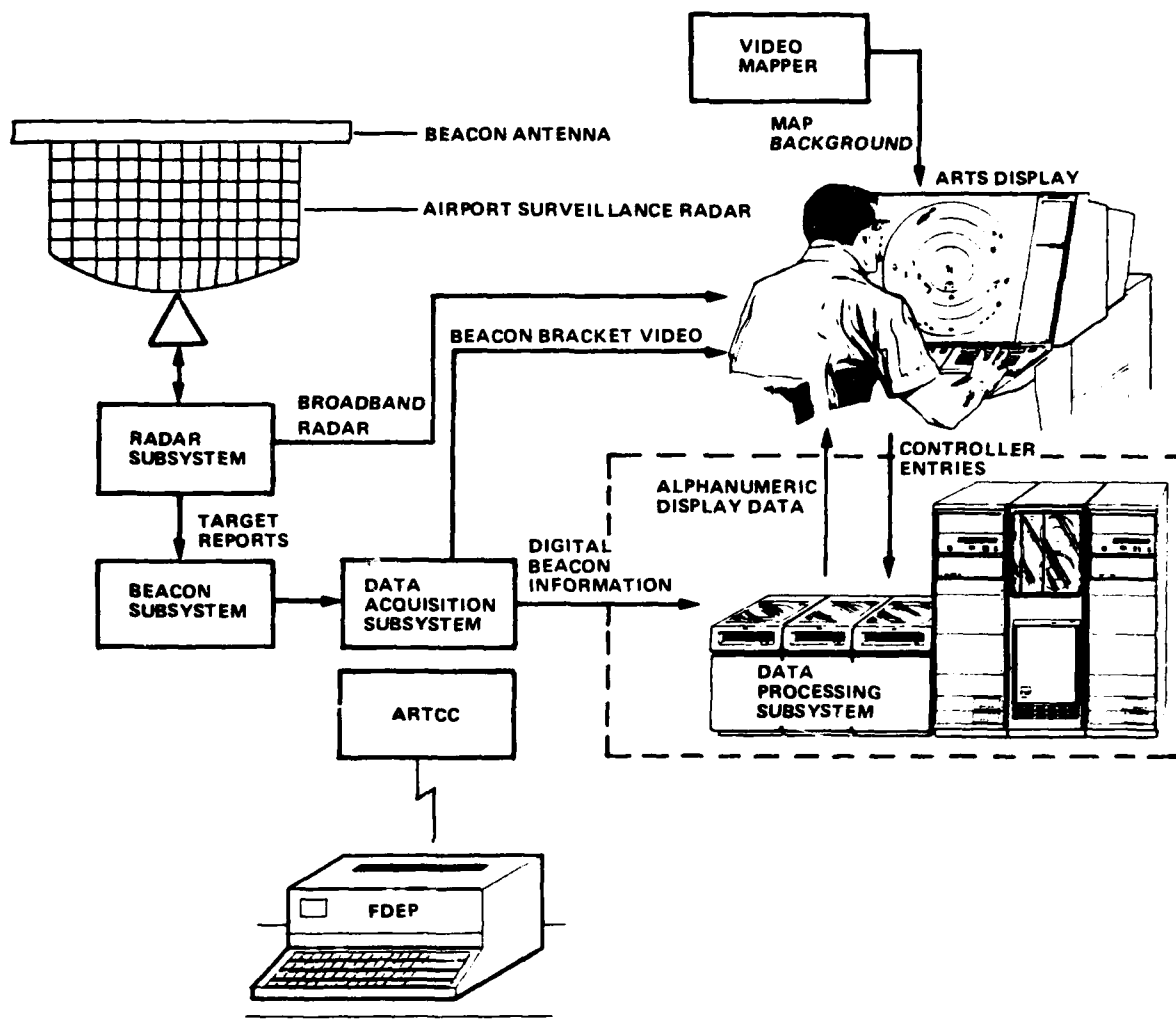 VIDEO
MAPPER
MAP
BACKGROUND
BEACON ANTENNA
AIRPORT SURVEILLANCE RADAR
ARTS DISPLAY
BEACON BRACKET VIDEO
BROADBAND
RADAR
RADAR
SUBSYSTEM
TARGET
REPORTS
BEACON
SUBSYSTEM
DATA
ACQUISITION
SUBSYSTEM
DIGITAL
BEACON
INFORMATION
ALPHANUMERIC
DISPLAY DATA
CONTROLLER
ENTRIES
DATA
PROCESSING
SUBSYSTEM
ARTCC
FDEP